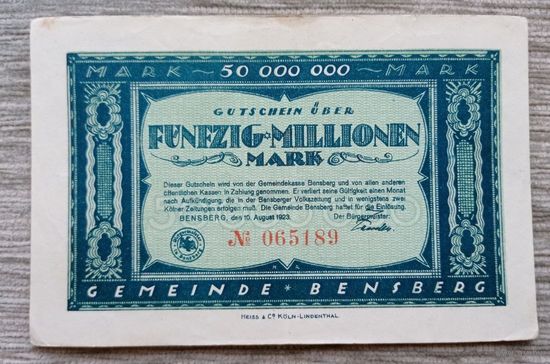 MARK ~ 50 000 000 ~ MARK
GUTSCHEIN ÜBER
FÜNFZIG * MILLIONEN
MARK
Dieser Gutschein wird von der Gemeindekasse Bensberg und von allen anderen
öffentlichen Kassen in Zahlung genommen. Er verliert seine Gültigkeit einen Monat
nach Aufkündigung, die in der Bensberger Volkszeitung und in wenigstens zwei
Kölner Zeitungen erfolgen muß. Die Gemeinde Bensberg haftet für die Einlösung.
BENSBERG, den 10. August 1923. Der Bürgermeister:
№ 065189
GEMEINDE * BENSBERG
HEISS & Cº KÖLN-LINDENTHAL